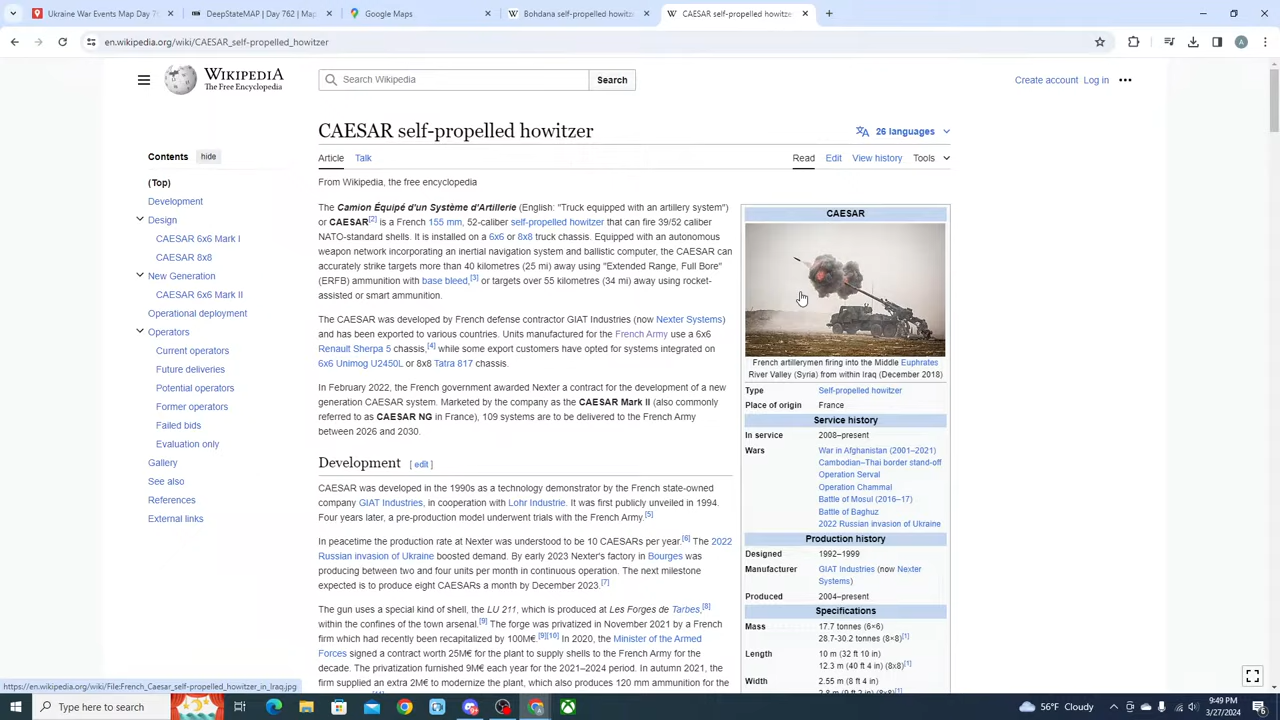 Ukraine War Events Map Day 7
DeepStateMAP | Day 762 | Map
Google Maps
Bohdana self-propelled howitz
CAESAR self-propelled howitz
en.wikipedia.org/wiki/CAESAR_self-propelled_howitzer
A
WIKIPEDIA
The Free Encyclopedia
Search Wikipedia
Search
Create account
Log in
CAESAR self-propelled howitzer
26 languages
Article
Talk
Read
Edit
View history
Tools
From Wikipedia, the free encyclopedia
Contents
hide
(Top)
Development
Design
CAESAR 6x6 Mark I
CAESAR 8x8
New Generation
CAESAR 6x6 Mark II
Operational deployment
Operators
Current operators
Future deliveries
Potential operators
Former operators
Failed bids
Evaluation only
Gallery
See also
References
External links
The Camion Équipé d'un Système d'Artillerie (English: "Truck equipped with an artillery system")
or CAESAR[2] is a French 155 mm, 52-caliber self-propelled howitzer that can fire 39/52 caliber
NATO-standard shells. It is installed on a 6x6 or 8x8 truck chassis. Equipped with an autonomous
weapon network incorporating an inertial navigation system and ballistic computer, the CAESAR can
accurately strike targets more than 40 kilometres (25 mi) away using "Extended Range, Full Bore"
(ERFB) ammunition with base bleed,[3] or targets over 55 kilometres (34 mi) away using rocket-
assisted or smart ammunition.
The CAESAR was developed by French defense contractor GIAT Industries (now Nexter Systems)
and has been exported to various countries. Units manufactured for the French Army use a 6x6
Renault Sherpa 5 chassis,[4] while some export customers have opted for systems integrated on
6x6 Unimog U2450L or 8x8 Tatra 817 chassis.
In February 2022, the French government awarded Nexter a contract for the development of a new
generation CAESAR system. Marketed by the company as the CAESAR Mark II (also commonly
referred to as CAESAR NG in France), 109 systems are to be delivered to the French Army
between 2026 and 2030.
Development [ edit ]
CAESAR was developed in the 1990s as a technology demonstrator by the French state-owned
company GIAT Industries, in cooperation with Lohr Industrie. It was first publicly unveiled in 1994.
Four years later, a pre-production model underwent trials with the French Army.[5]
In peacetime the production rate at Nexter was understood to be 10 CAESARs per year.[6] The 2022
Russian invasion of Ukraine boosted demand. By early 2023 Nexter's factory in Bourges was
producing between two and four units per month in continuous operation. The next milestone
expected is to produce eight CAESARs a month by December 2023.[7]
The gun uses a special kind of shell, the LU 211, which is produced at Les Forges de Tarbes,[8]
within the confines of the town arsenal.[9] The forge was privatized in November 2021 by a French
firm which had recently been recapitalized by 100M€.[9][10] In 2020, the Minister of the Armed
Forces signed a contract worth 25M€ for the plant to supply shells to the French Army for the
decade. The privatization furnished 9M€ each year for the 2021–2024 period. In autumn 2021, the
firm supplied an extra 2M€ to modernize the plant, which also produces 120 mm ammunition for the
CAESAR
French artillerymen firing into the Middle Euphrates
River Valley (Syria) from within Iraq (December 2018)
Type Self-propelled howitzer
Place of origin France
Service history
In service 2008–present
Wars War in Afghanistan (2001–2021)
Cambodian–Thai border stand-off
Operation Serval
Operation Chammal
Battle of Mosul (2016–17)
Battle of Baghuz
2022 Russian invasion of Ukraine
Production history
Designed 1992–1999
Manufacturer GIAT Industries (now Nexter
Systems)
Produced 2004–present
Specifications
Mass 17.7 tonnes (6×6)
28.7-30.2 tonnes (8×8)[1]
Length 10 m (32 ft 10 in)
12.3 m (40 ft 4 in) (8x8)[1]
Width 2.55 m (8 ft 4 in)
2.8 m (9 ft 2 in) (8x8)[1]
https://en.wikipedia.org/wiki/File:French_Caesar_self-propelled_howitzer_in_Iraq.jpg
Type here to search
56°F Cloudy
9:49 PM
3/27/2024